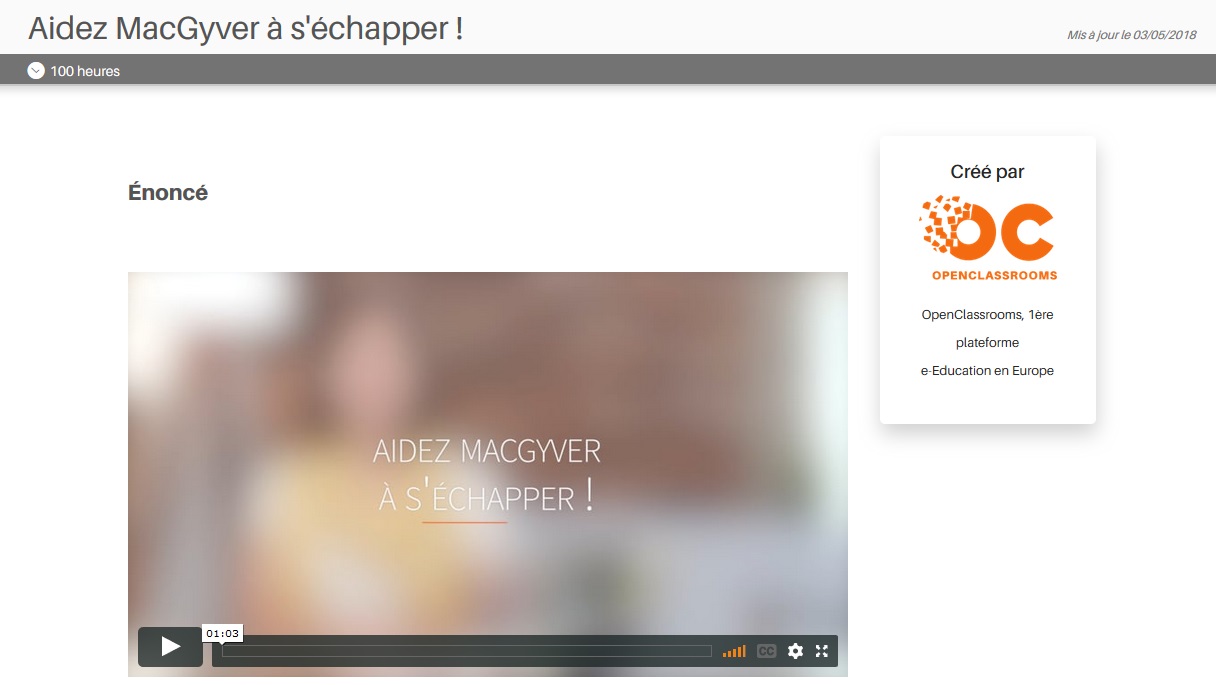 Aidez MacGyver à s'échapper !
Mis à jour le 03/05/2018
100 heures
Énoncé
Créé par
OC
OPENCLASSROOMS
OpenClassrooms, 1ère
plateforme
e-Education en Europe
AIDEZ MACGYVER
À S'ÉCHAPPER !
01:03
CC